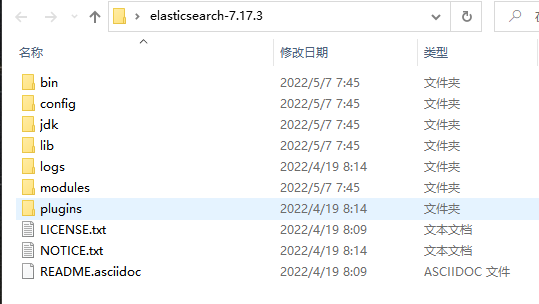 elasticsearch-7.17.3
名称 修改日期 类型
bin 2022/5/7 7:45 文件夹
config 2022/5/7 7:45 文件夹
jdk 2022/5/7 7:45 文件夹
lib 2022/5/7 7:45 文件夹
logs 2022/4/19 8:14 文件夹
modules 2022/5/7 7:45 文件夹
plugins 2022/4/19 8:14 文件夹
LICENSE.txt 2022/4/19 8:09 文本文档
NOTICE.txt 2022/4/19 8:14 文本文档
README.asciidoc 2022/4/19 8:09 ASCIIDOC 文件